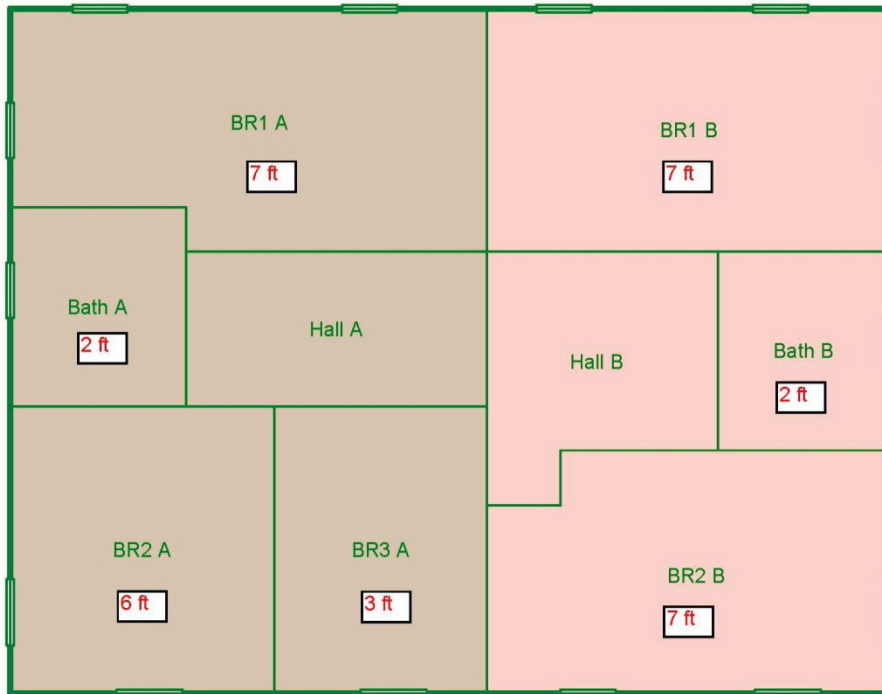 BR1 A
7 ft
BR1 B
7 ft
Bath A
2 ft
Hall A
Hall B
Bath B
2 ft
BR2 A
6 ft
BR3 A
3 ft
BR2 B
7 ft